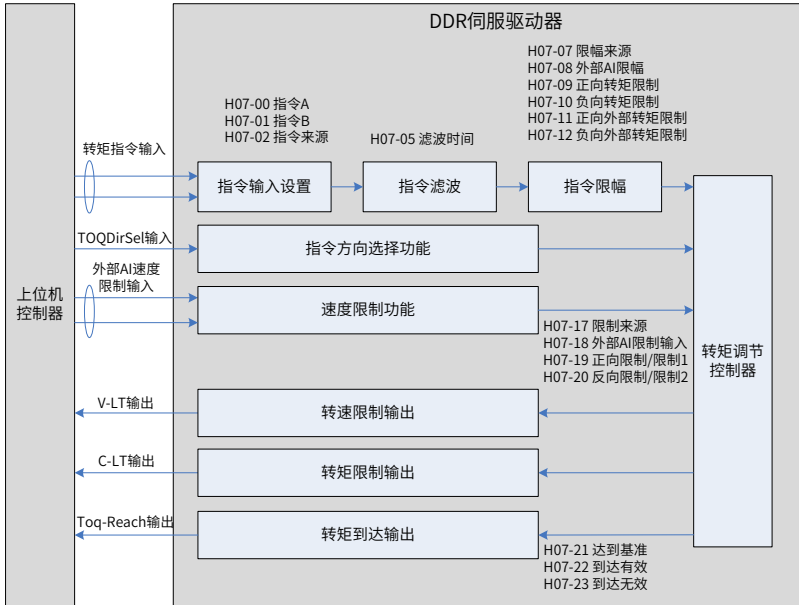 DDR伺服驱动器
H07-07 限幅来源
H07-08 外部AI限幅
H07-09 正向转矩限制
H07-10 负向转矩限制
H07-11 正向外部转矩限制
H07-12 负向外部转矩限制
H07-00 指令A
H07-01 指令B
H07-02 指令来源
H07-05 滤波时间
转矩指令输入
指令输入设置
指令滤波
指令限幅
TOQDirSel输入
指令方向选择功能
外部AI速度
限制输入
速度限制功能
上位机
控制器
H07-17 限制来源
H07-18 外部AI限制输入
H07-19 正向限制/限制1
H07-20 反向限制/限制2
转矩调节
控制器
V-LT输出
转速限制输出
C-LT输出
转矩限制输出
Toq-Reach输出
转矩到达输出
H07-21 达到基准
H07-22 到达有效
H07-23 到达无效